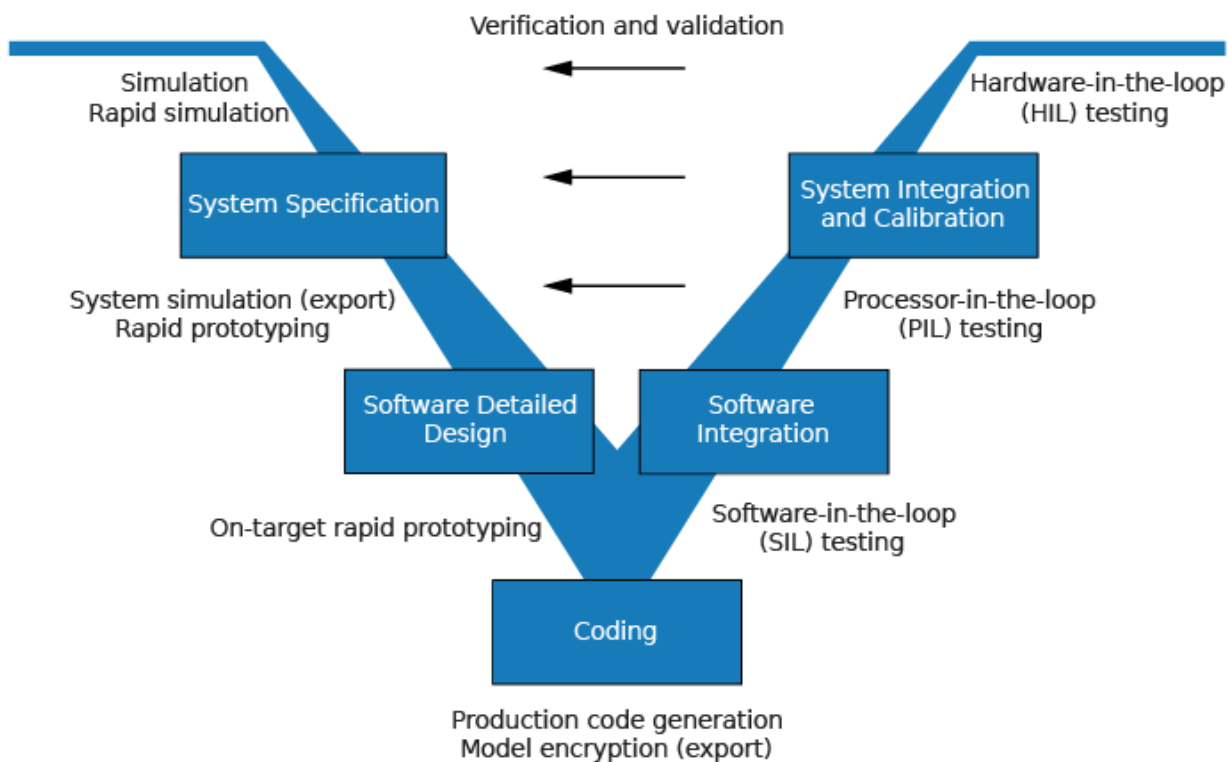 Verification and validation
Simulation
Rapid simulation
Hardware-in-the-loop
(HIL) testing
System Specification
System Integration
and Calibration
System simulation (export)
Rapid prototyping
Processor-in-the-loop
(PIL) testing
Software Detailed
Design
Software
Integration
On-target rapid prototyping
Software-in-the-loop
(SIL) testing
Coding
Production code generation
Model encryption (export)